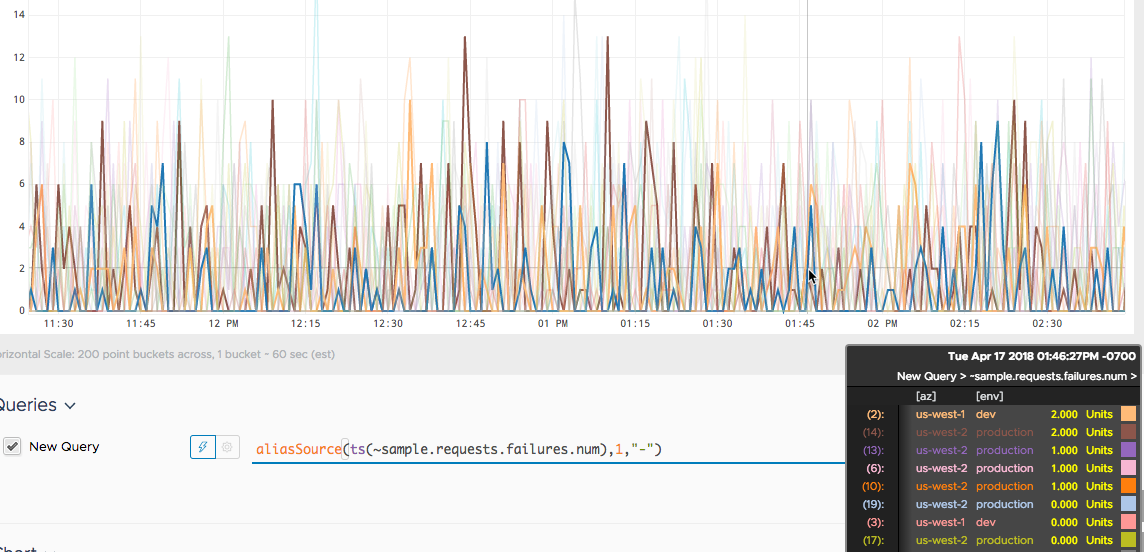 14
12
10
8
6
4
2
0
11:30 11:45 12 PM 12:15 12:30 12:45 01 PM 01:15 01:30 01:45 02 PM 02:15 02:30
orizontal Scale: 200 point buckets across, 1 bucket ~ 60 sec (est)
Queries
New Query
aliasSource(ts(~sample.requests.failures.num),1,"-")
Tue Apr 17 2018 01:46:27PM -0700
New Query > ~sample.requests.failures.num >
[az] [env]
(2): us-west-1 dev 2.000 Units
(14): us-west-2 production 2.000 Units
(13): us-west-2 production 1.000 Units
(6): us-west-2 production 1.000 Units
(10): us-west-2 production 1.000 Units
(19): us-west-2 production 0.000 Units
(3): us-west-1 dev 0.000 Units
(17): us-west-2 production 0.000 Units